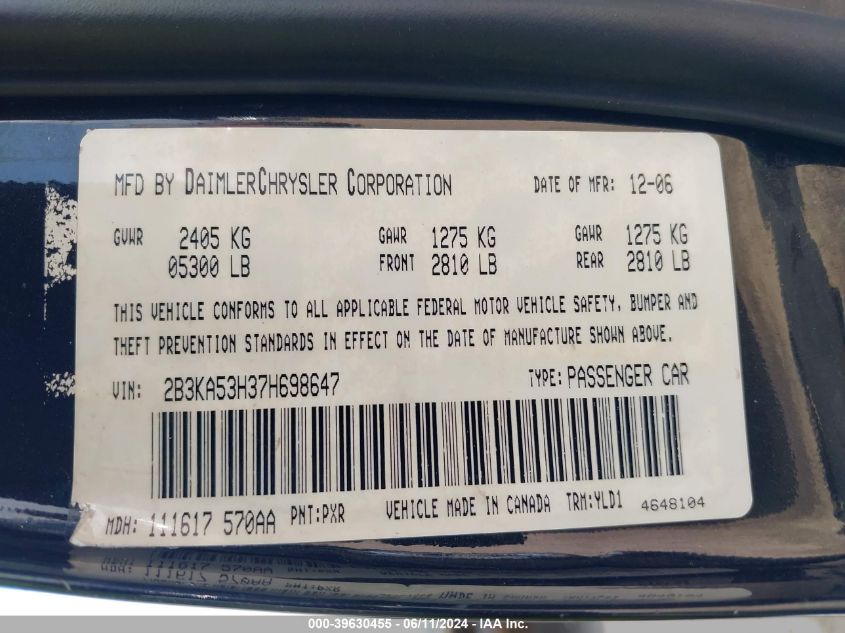 MFD BY DAIMLERCHRYSLER CORPORATION DATE OF MFR: 12-06
GVWR 2405 KG GAWR 1275 KG GAWR 1275 KG
05300 LB FRONT 2810 LB REAR 2810 LB
THIS VEHICLE CONFORMS TO ALL APPLICABLE FEDERAL MOTOR VEHICLE SAFETY, BUMPER AND
THEFT PREVENTION STANDARDS IN EFFECT ON THE DATE OF MANUFACTURE SHOWN ABOVE.
VIN: 2B3KA53H37H698647 TYPE: PASSENGER CAR
MDH: 111617 570AA PNT:PXR VEHICLE MADE IN CANADA TRM:YLD1 4648104
000-39630455 - 06/11/2024 - IAA Inc.